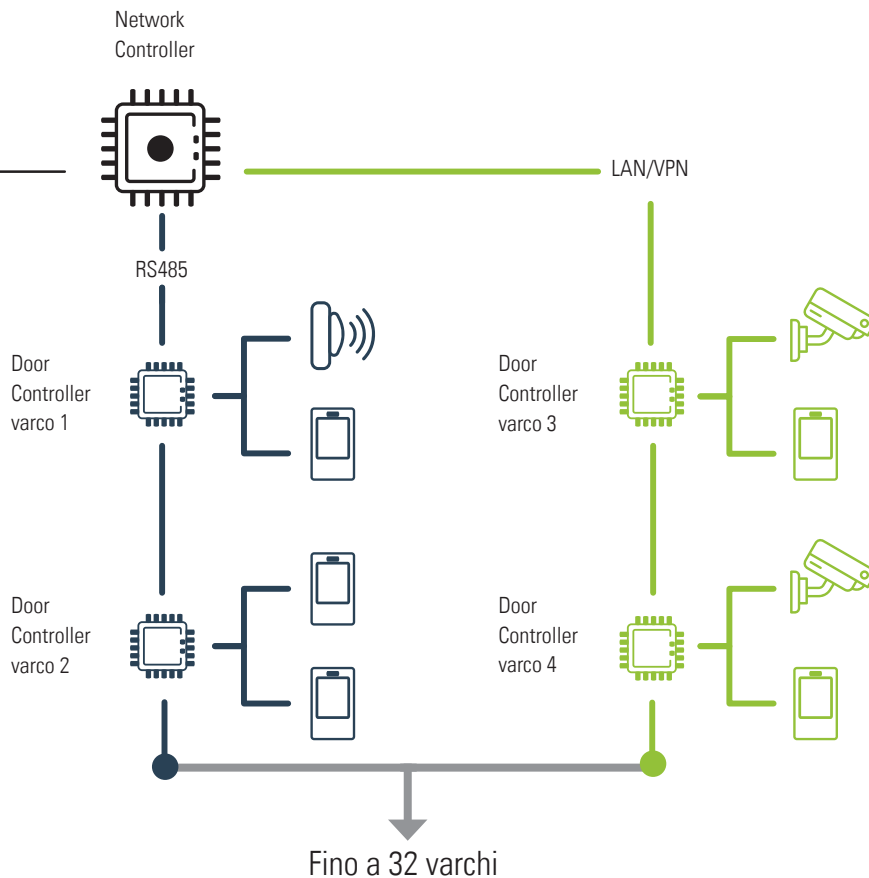 Network
Controller
LAN/VPN
RS485
Door
Controller
varco 1
Door
Controller
varco 3
Door
Controller
varco 2
Door
Controller
varco 4
Fino a 32 varchi